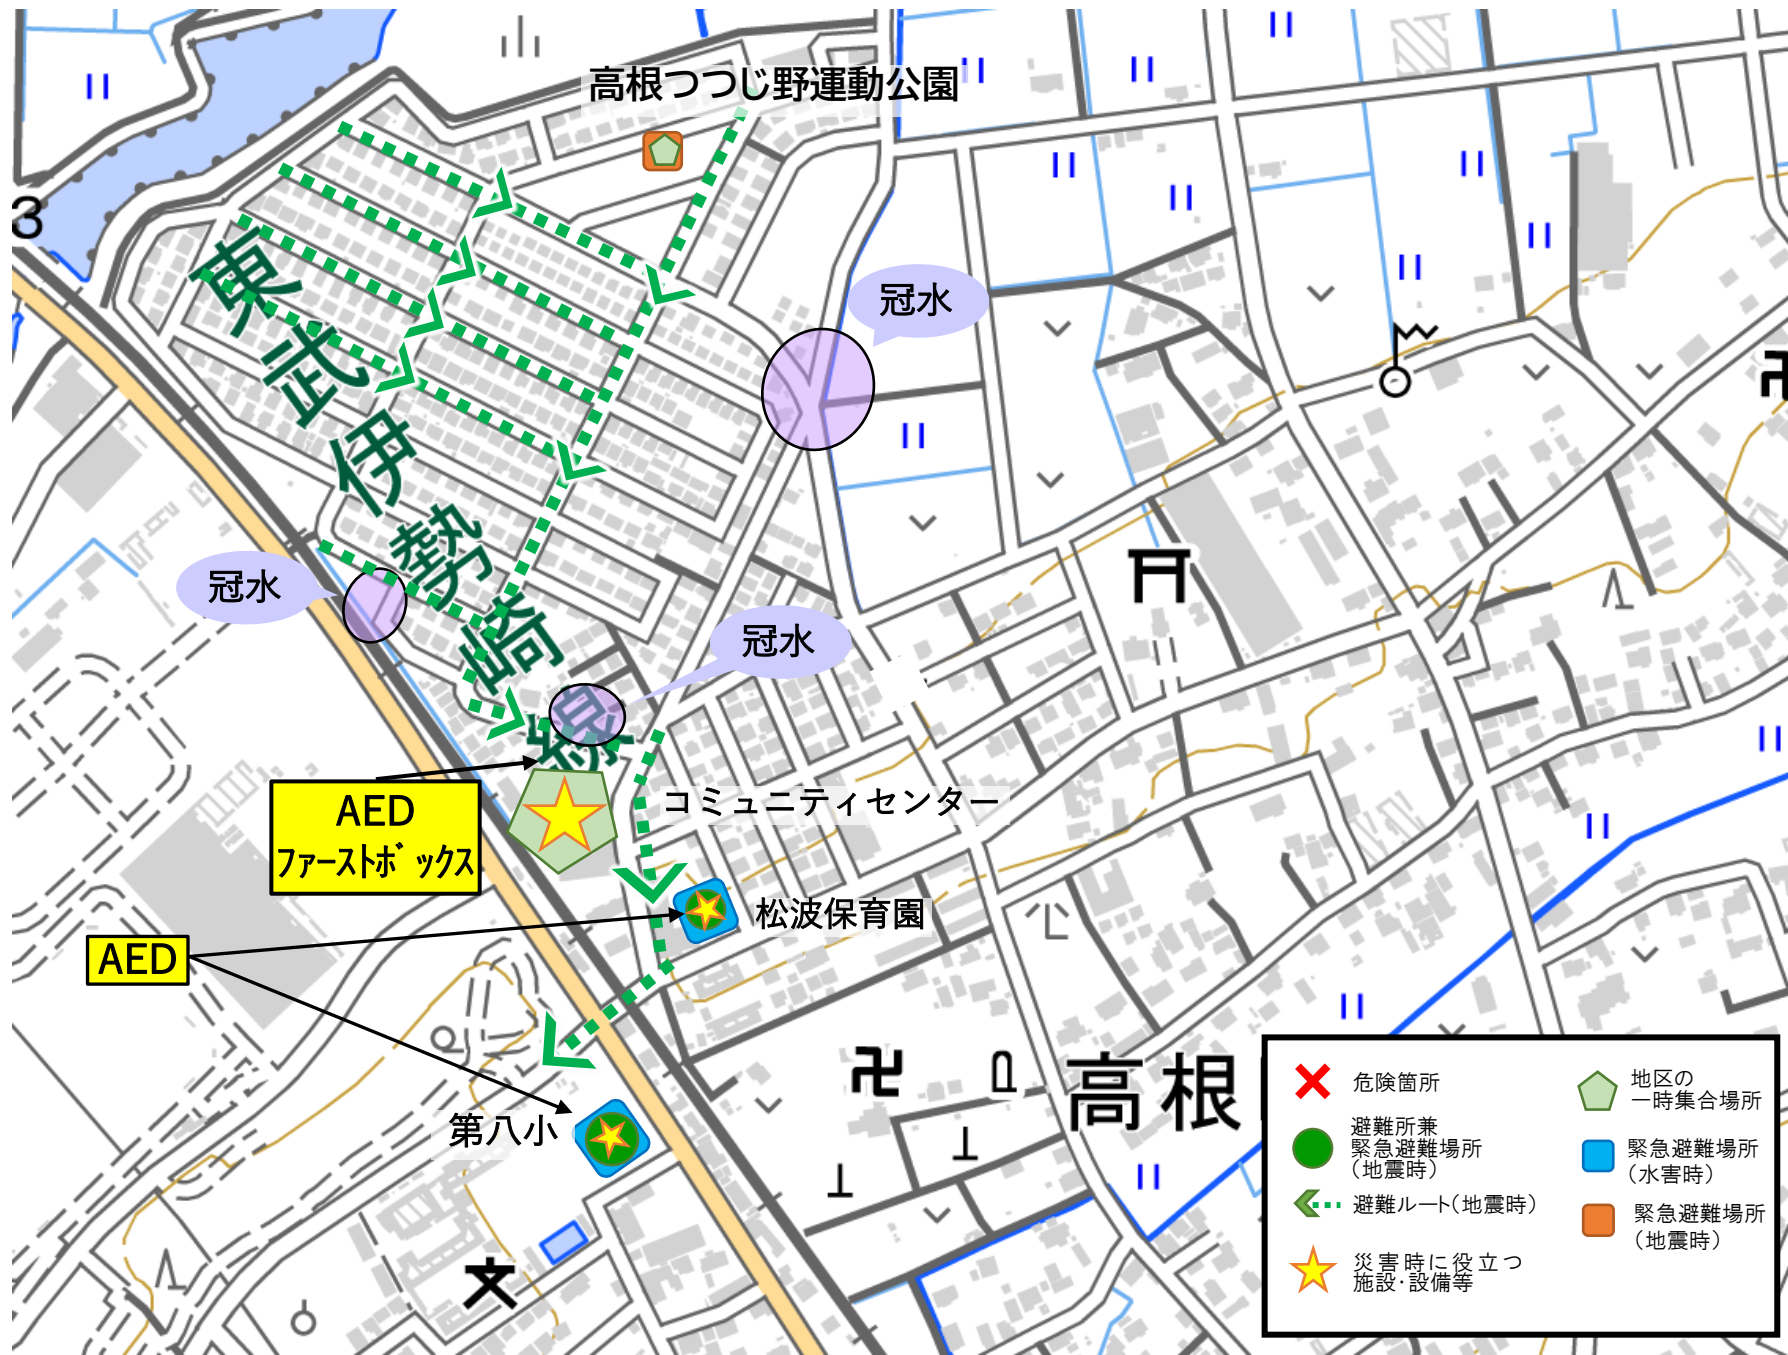 高根つつじ野運動公園
3
東武伊勢崎線
冠水
冠水
冠水
AED
ファーストボックス
コミュニティセンター
松波保育園
AED
第八小
高根
危険箇所
避難所兼
緊急避難場所
(地震時)
避難ルート(地震時)
災害時に役立つ
施設・設備等
地区の
一時集合場所
緊急避難場所
(水害時)
緊急避難場所
(地震時)